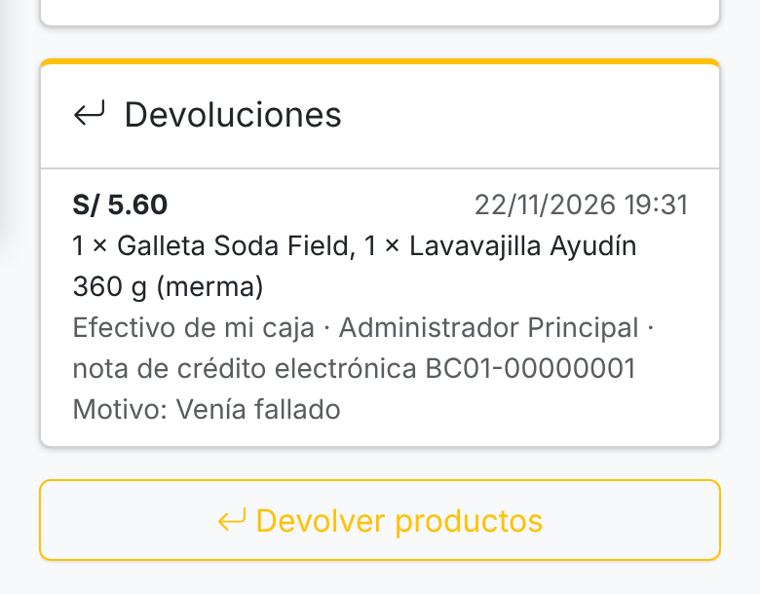 Devoluciones
S/ 5.60 22/11/2026 19:31
1 × Galleta Soda Field, 1 × Lavavajilla Ayudín
360 g (merma)
Efectivo de mi caja · Administrador Principal ·
nota de crédito electrónica BC01-00000001
Motivo: Venía fallado
Devolver productos